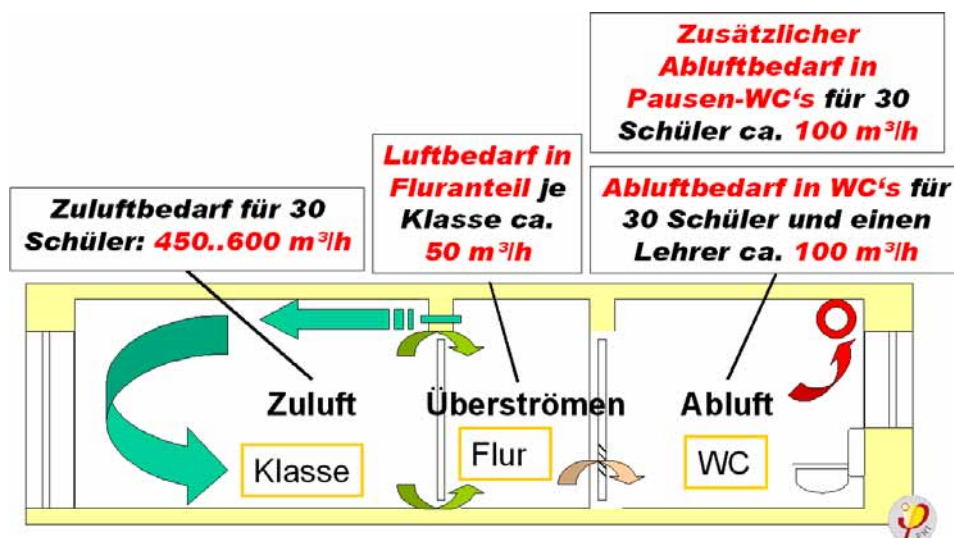 Zusätzlicher
Abluftbedarf in
Pausen-WC‘s für 30
Schüler ca. 100 m³/h
Luftbedarf in
Fluranteil je
Klasse ca.
50 m³/h
Abluftbedarf in WC‘s für
30 Schüler und einen
Lehrer ca. 100 m³/h
Zuluftbedarf für 30
Schüler: 450..600 m³/h
Zuluft
Überströmen
Abluft
Klasse
Flur
WC